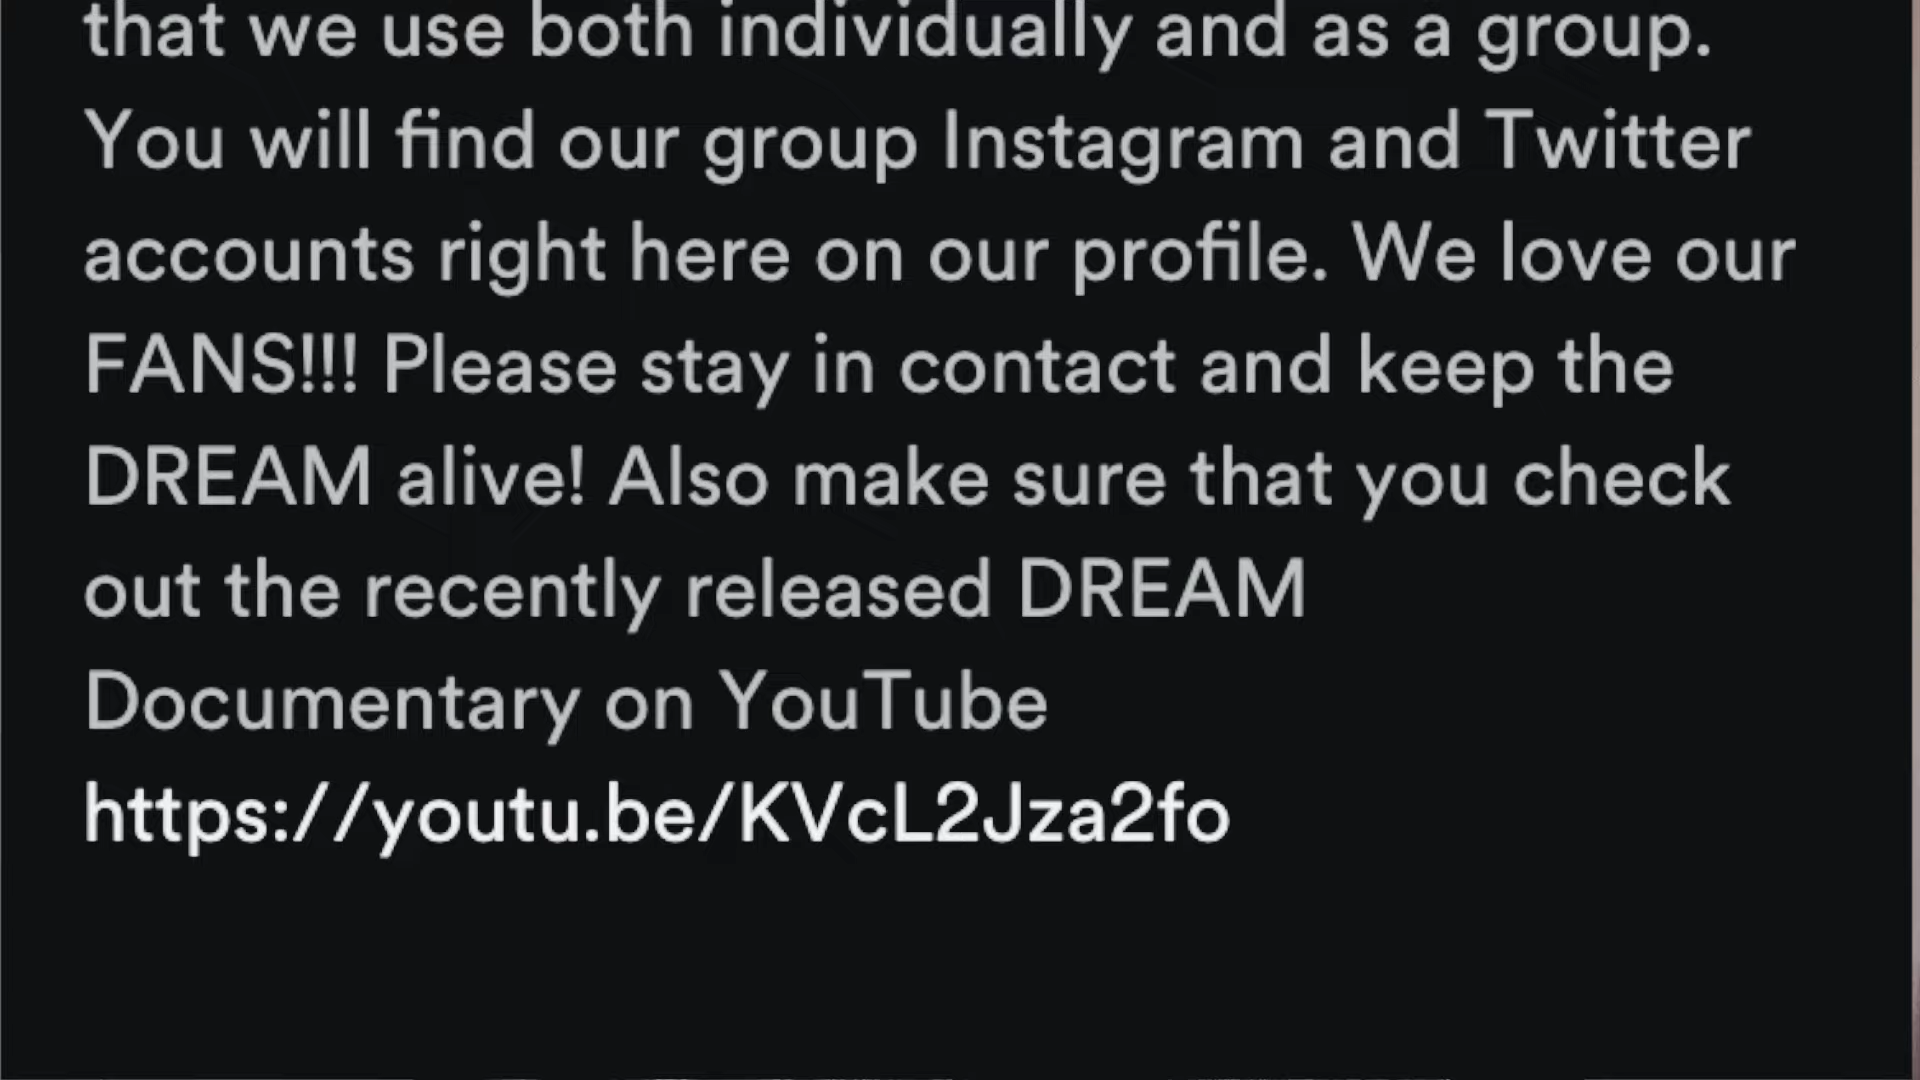 that we use both individually and as a group.
You will find our group Instagram and Twitter
accounts right here on our profile. We love our
FANS!!! Please stay in contact and keep the
DREAM alive! Also make sure that you check
out the recently released DREAM
Documentary on YouTube
https://youtu.be/KVcL2Jza2fo